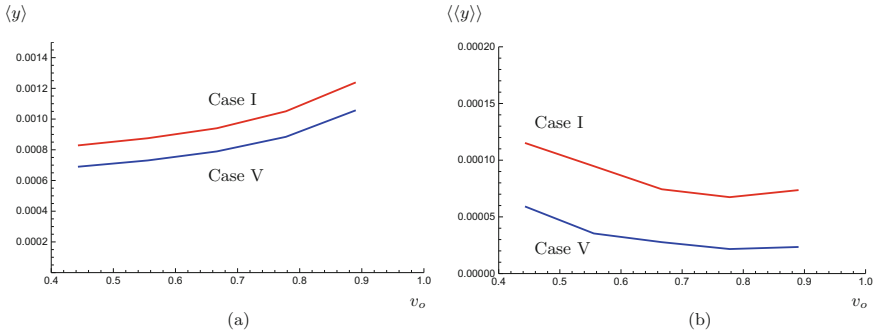 ⟨y⟩
0.0014
0.0012
0.0010
0.0008
0.0006
0.0004
0.0002
0.4 0.5 0.6 0.7 0.8 0.9 1.0
Case I
Case V
v_o
(a)
⟨⟨y⟩⟩
0.00020
0.00015
0.00010
0.00005
0.00000
0.4 0.5 0.6 0.7 0.8 0.9 1.0
Case I
Case V
v_o
(b)